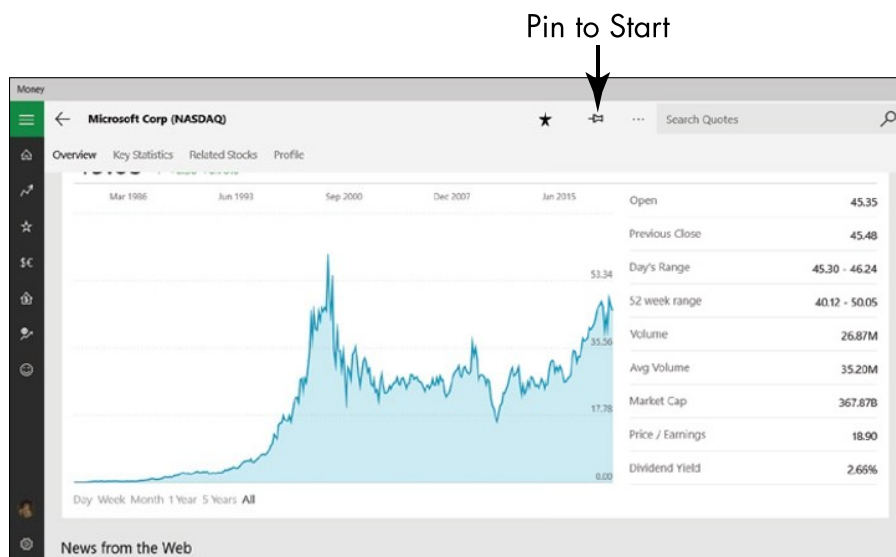 Pin to Start
Money
Microsoft Corp (NASDAQ)
Search Quotes
Overview Key Statistics Related Stocks Profile
Mar 1986 Jun 1993 Sep 2000 Dec 2007 Jan 2015
53.34
35.56
17.78
0.00
Day Week Month 1 Year 5 Years All
Open 45.35
Previous Close 45.48
Day's Range 45.30 - 46.24
52 week range 40.12 - 50.05
Volume 26.87M
Avg Volume 35.20M
Market Cap 367.87B
Price / Earnings 18.90
Dividend Yield 2.66%
News from the Web